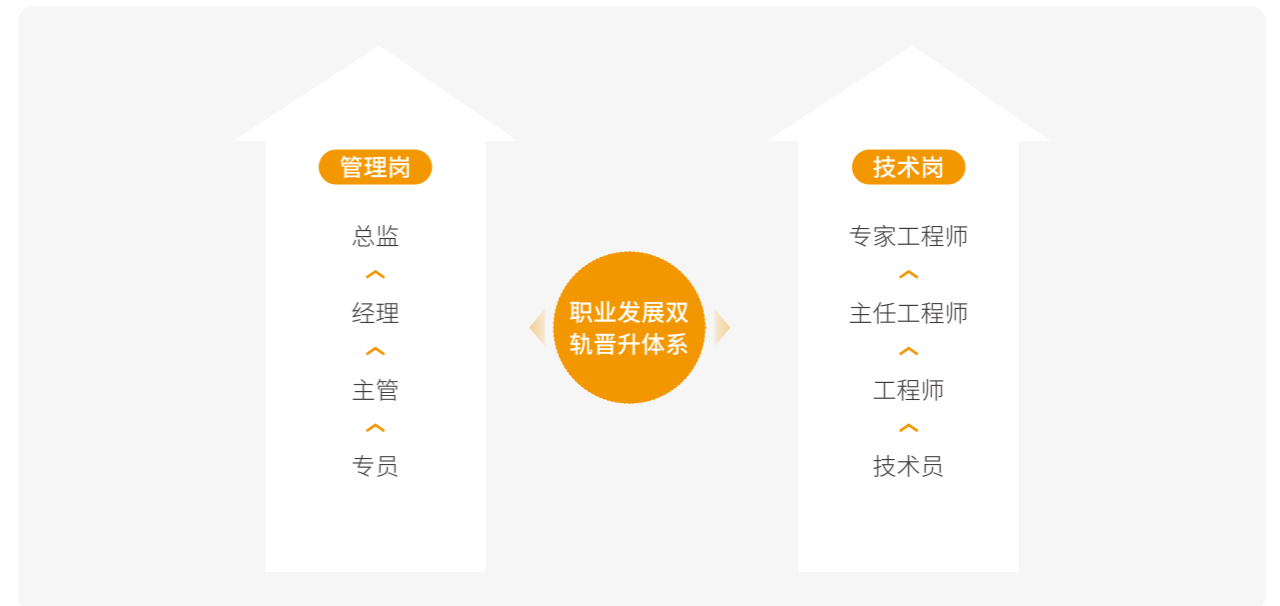 管理岗
总监
经理
主管
专员
职业发展双
轨晋升体系
技术岗
专家工程师
主任工程师
工程师
技术员